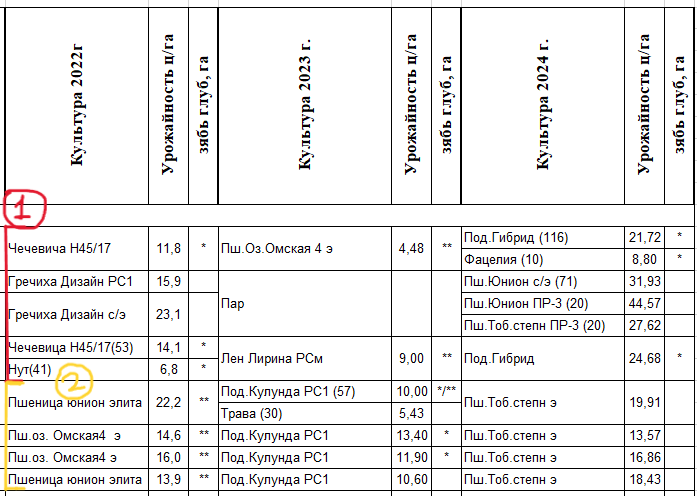 Культура 2022г Урожайность ц/га зябь глуб, га Культура 2023 г. Урожайность ц/га зябь глуб, га Культура 2024 г. Урожайность ц/га зябь глуб, га
1
Чечевича Н45/17 11,8 * Пш.Оз.Омская 4 э 4,48 ** Под.Гибрид (116) 21,72 *
Фацелия (10) 8,80 *
Гречиха Дизайн РС1 15,9 Пар Пш.Юнион с/э (71) 31,93
Гречиха Дизайн с/э 23,1 Пш.Юнион ПР-3 (20) 44,57
Пш.Тоб.степн ПР-3 (20) 27,62
Чечевица Н45/17(53) 14,1 * Лен Лирина РСм 9,00 ** Под.Гибрид 24,68 *
Нут(41) 6,8 *
2
Пшеница юнион элита 22,2 ** Под.Кулунда РС1 (57) 10,00 */** Пш.Тоб.степн э 19,91
Трава (30) 5,43
Пш.оз. Омская4 э 14,6 ** Под.Кулунда РС1 13,40 * Пш.Тоб.степн э 13,57
Пш.оз. Омская4 э 16,0 ** Под.Кулунда РС1 11,90 * Пш.Тоб.степн э 16,86
Пшеница юнион элита 13,9 ** Под.Кулунда РС1 10,60 Пш.Тоб.степн э 18,43